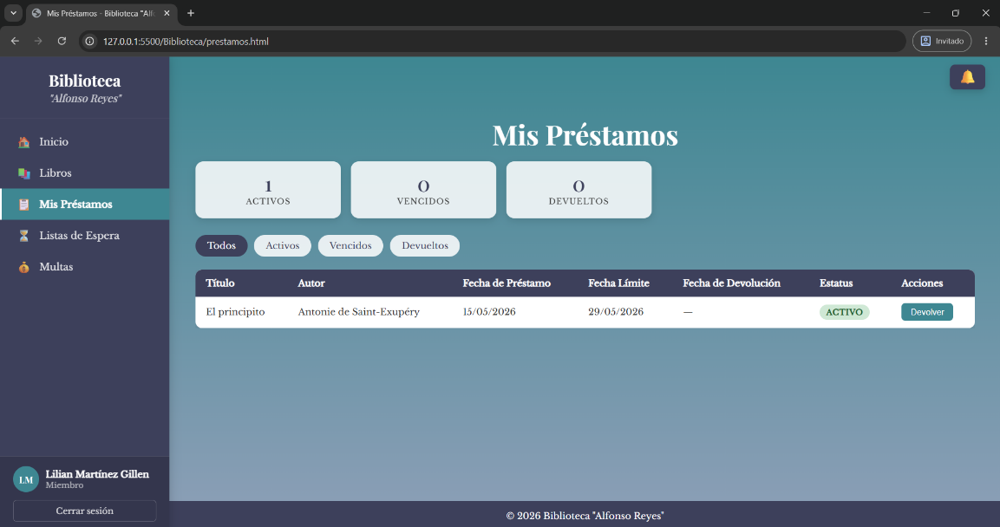 Mis Préstamos - Biblioteca "Alf
127.0.0.1:5500/Biblioteca/prestamos.html
Invitado
Biblioteca
"Alfonso Reyes"
Inicio
Libros
Mis Préstamos
Listas de Espera
Multas
Lilian Martínez Gillen
LM
Miembro
Cerrar sesión
Mis Préstamos
1
ACTIVOS
0
VENCIDOS
0
DEVUELTOS
Todos Activos Vencidos Devueltos
Título Autor Fecha de Préstamo Fecha Límite Fecha de Devolución Estatus Acciones
El principito Antonie de Saint-Exupéry 15/05/2026 29/05/2026 — ACTIVO Devolver
© 2026 Biblioteca "Alfonso Reyes"